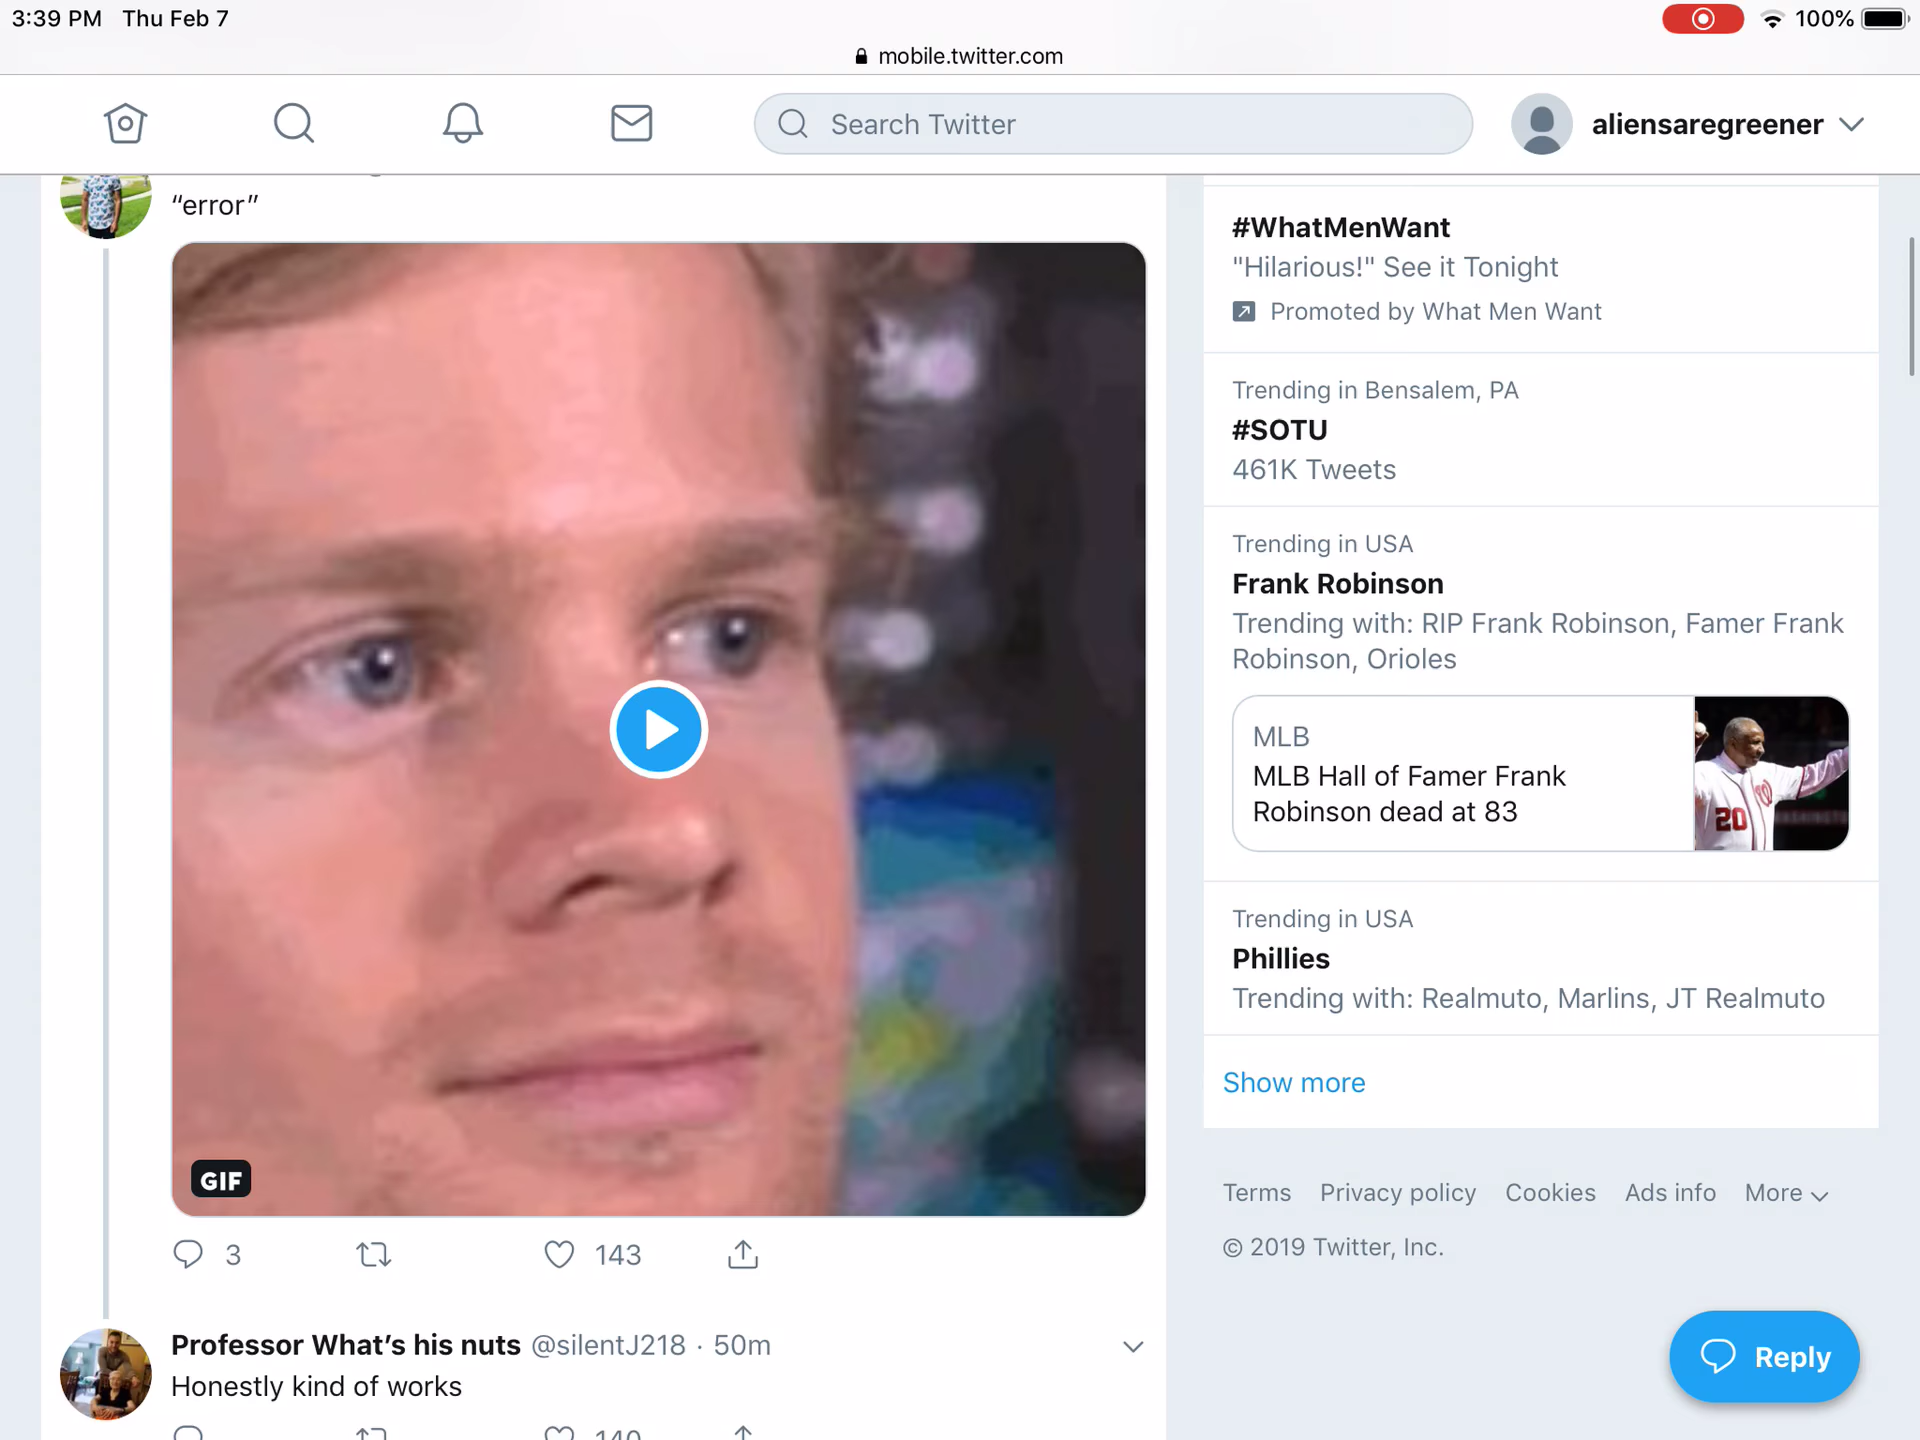 3:39 PM Thu Feb 7
100%
mobile.twitter.com
Search Twitter
aliensaregreener
“error”
GIF
3
143
Professor What’s his nuts @silentJ218 · 50m
Honestly kind of works
140
#WhatMenWant
"Hilarious!" See it Tonight
Promoted by What Men Want
Trending in Bensalem, PA
#SOTU
461K Tweets
Trending in USA
Frank Robinson
Trending with: RIP Frank Robinson, Famer Frank
Robinson, Orioles
MLB
MLB Hall of Famer Frank
Robinson dead at 83
20
Trending in USA
Phillies
Trending with: Realmuto, Marlins, JT Realmuto
Show more
Terms Privacy policy Cookies Ads info More
© 2019 Twitter, Inc.
Reply